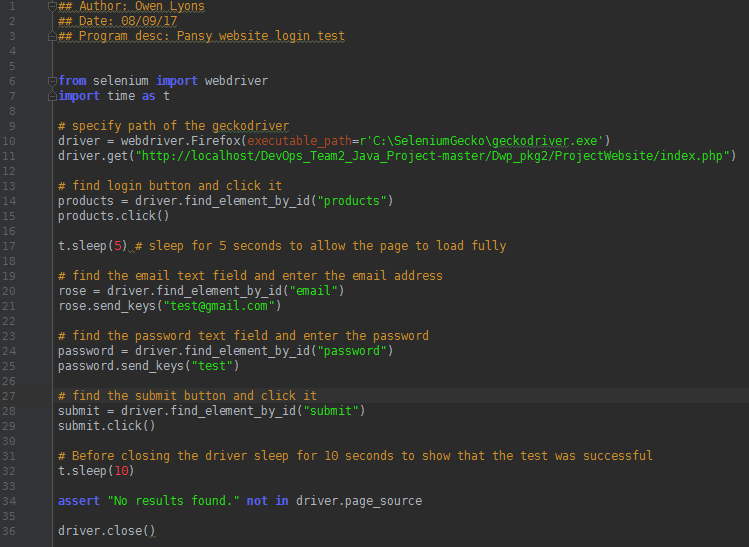 1 ## Author: Owen Lyons
2 ## Date: 08/09/17
3 ## Program desc: Pansy website login test
4
5
6 from selenium import webdriver
7 import time as t
8
9 # specify path of the geckodriver
10 driver = webdriver.Firefox(executable_path=r'C:\SeleniumGecko\geckodriver.exe')
11 driver.get("http://localhost/DevOps_Team2_Java_Project-master/Dwp_pkg2/ProjectWebsite/index.php")
12
13 # find login button and click it
14 products = driver.find_element_by_id("products")
15 products.click()
16
17 t.sleep(5) # sleep for 5 seconds to allow the page to load fully
18
19 # find the email text field and enter the email address
20 rose = driver.find_element_by_id("email")
21 rose.send_keys("test@gmail.com")
22
23 # find the password text field and enter the password
24 password = driver.find_element_by_id("password")
25 password.send_keys("test")
26
27 # find the submit button and click it
28 submit = driver.find_element_by_id("submit")
29 submit.click()
30
31 # Before closing the driver sleep for 10 seconds to show that the test was successful
32 t.sleep(10)
33
34 assert "No results found." not in driver.page_source
35
36 driver.close()